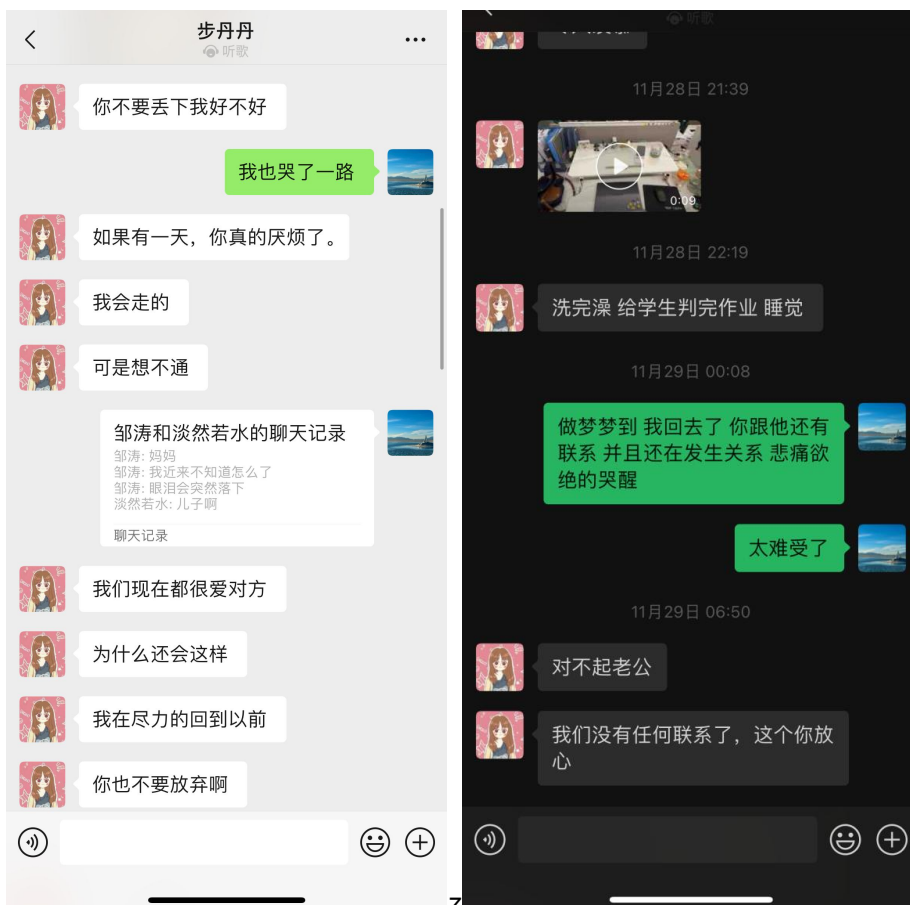 步丹丹
听歌
你不要丢下我好不好
我也哭了一路
如果有一天，你真的厌烦了。
我会走的
可是想不通
邹涛和淡然若水的聊天记录
邹涛: 妈妈
邹涛: 我近来不知道怎么了
邹涛: 眼泪会突然落下
淡然若水: 儿子啊
聊天记录
我们现在都很爱对方
为什么还会这样
我在尽力的回到以前
你也不要放弃啊
听歌
11月28日 21:39
0:09
11月28日 22:19
洗完澡 给学生判完作业 睡觉
11月29日 00:08
做梦梦到 我回去了 你跟他还有
联系 并且还在发生关系 悲痛欲
绝的哭醒
太难受了
11月29日 06:50
对不起老公
我们没有任何联系了，这个你放
心